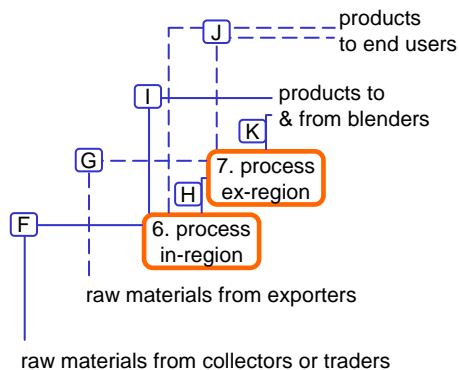 products
to end users
J
I
products to
& from blenders
K
G
7. process
ex-region
H
F
6. process
in-region
raw materials from exporters
raw materials from collectors or traders